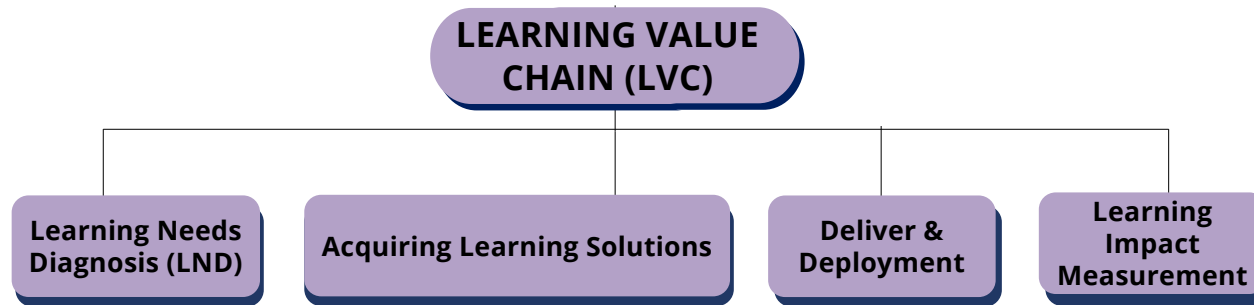 LEARNING VALUE
CHAIN (LVC)
Learning Needs
Diagnosis (LND)
Acquiring Learning Solutions
Deliver &
Deployment
Learning
Impact
Measurement